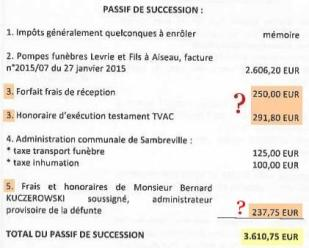 PASSIF DE SUCCESSION :
1. Impôts généralement quelconques à enrôler mémoire
2. Pompes funèbres Levrie et Fils à Aiseau, facture
n°2015/07 du 27 janvier 2015 2.606,20 EUR
3. Forfait frais de réception 250,00 EUR
?
3. Honoraire d'exécution testament TVAC 291,80 EUR
4. Administration communale de Sambreville :
* taxe transport funèbre 125,00 EUR
* taxe inhumation 100,00 EUR
5. Frais et honoraires de Monsieur Bernard
KUCZEROWSKI soussigné, administrateur
provisoire de la défunte ? 237,75 EUR
TOTAL DU PASSIF DE SUCCESSION 3.610,75 EUR